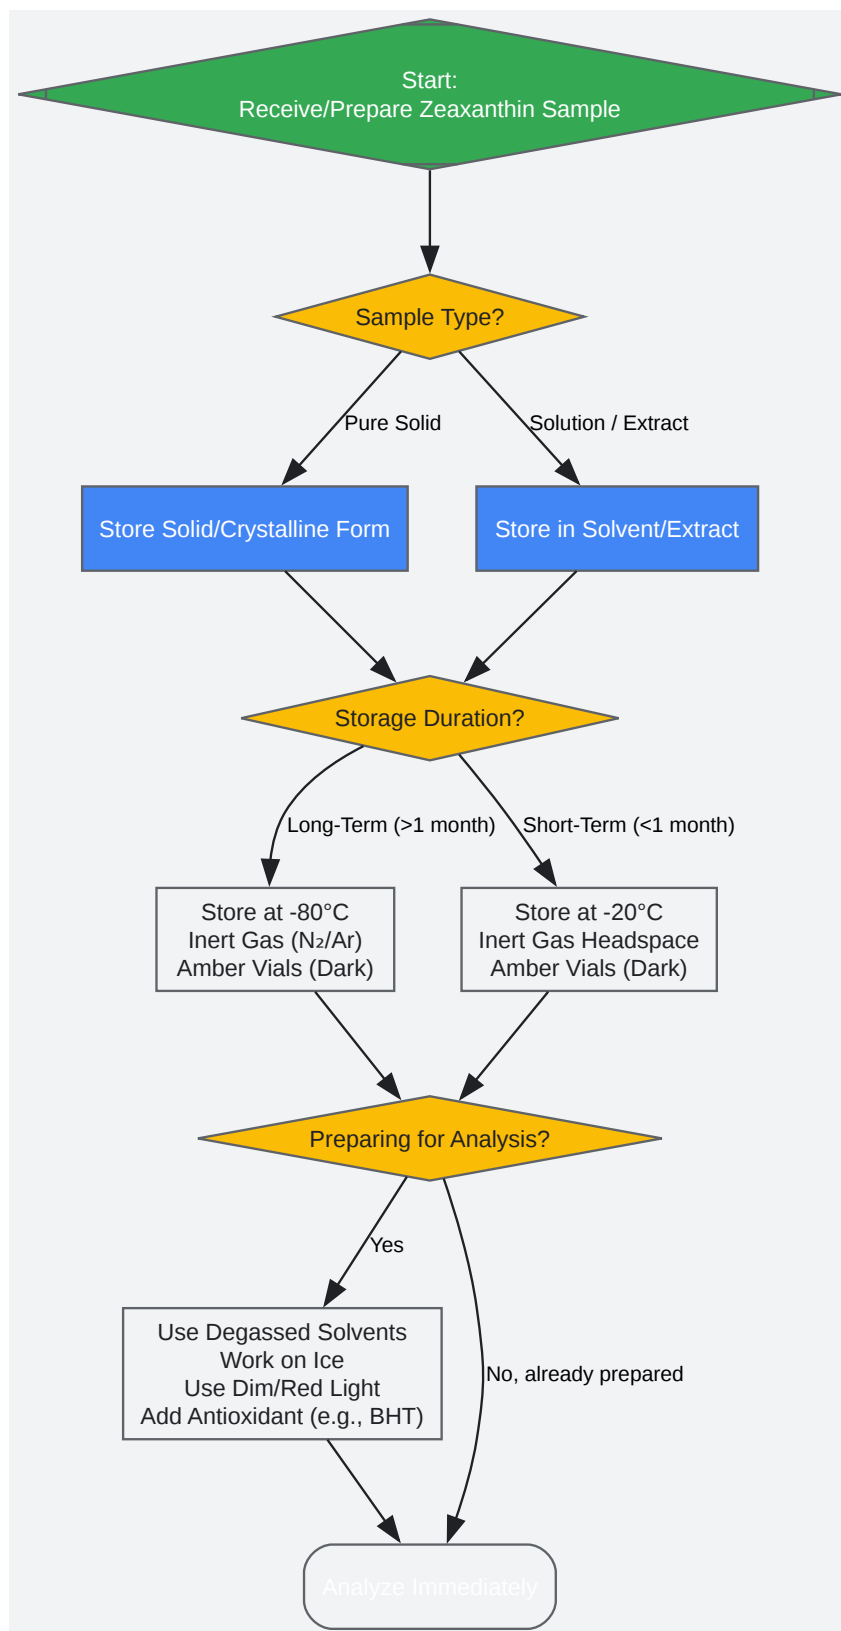 Start:
Receive/Prepare Zeaxanthin Sample
Sample Type?
Pure Solid
Solution / Extract
Store Solid/Crystalline Form
Store in Solvent/Extract
Storage Duration?
Long-Term (>1 month)
Short-Term (<1 month)
Store at -80°C
Inert Gas (N₂/Ar)
Amber Vials (Dark)
Store at -20°C
Inert Gas Headspace
Amber Vials (Dark)
Preparing for Analysis?
Yes
Use Degassed Solvents
Work on Ice
Use Dim/Red Light
Add Antioxidant (e.g., BHT)
No, already prepared
Analyze Immediately